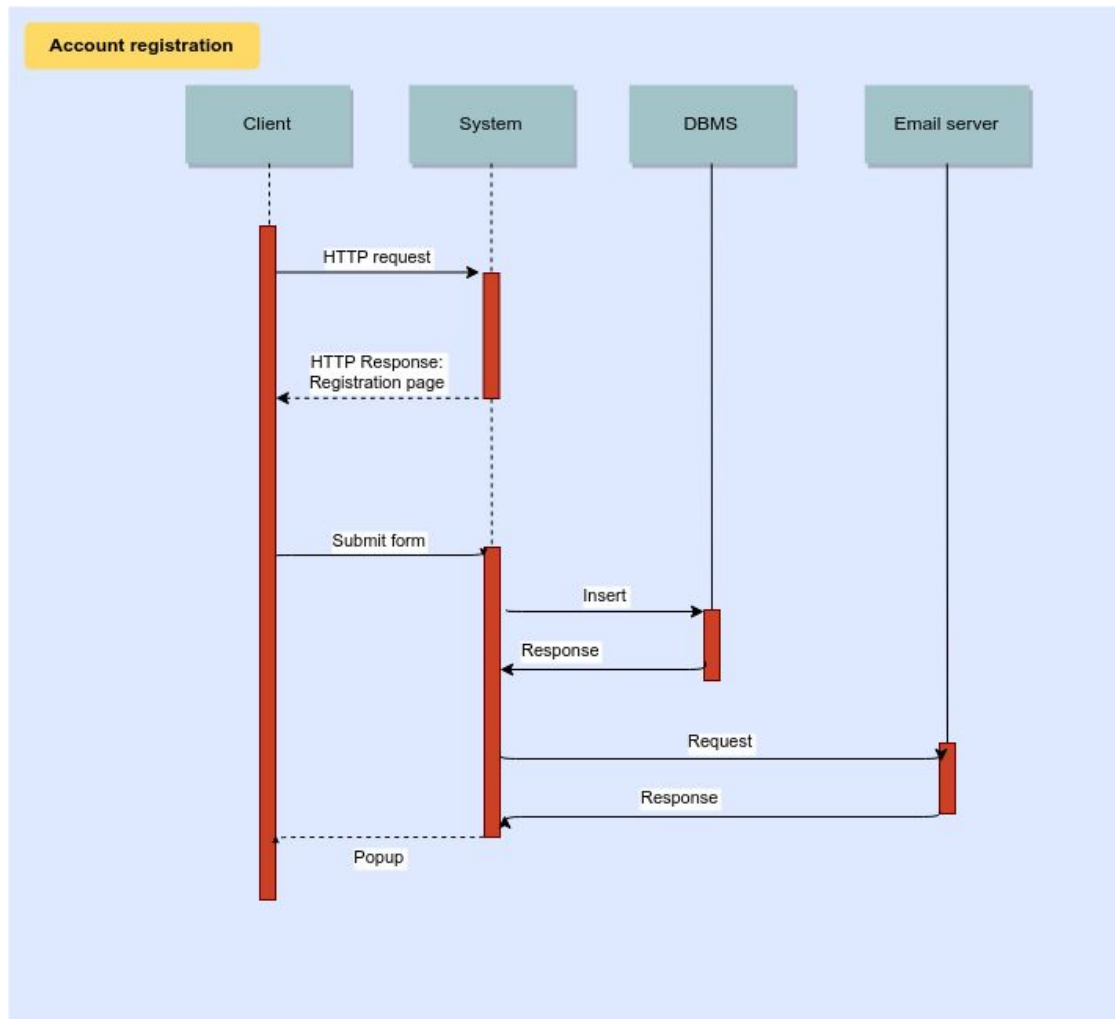 Account registration
Client
System
DBMS
Email server
HTTP request
HTTP Response:
Registration page
Submit form
Insert
Response
Request
Response
Popup